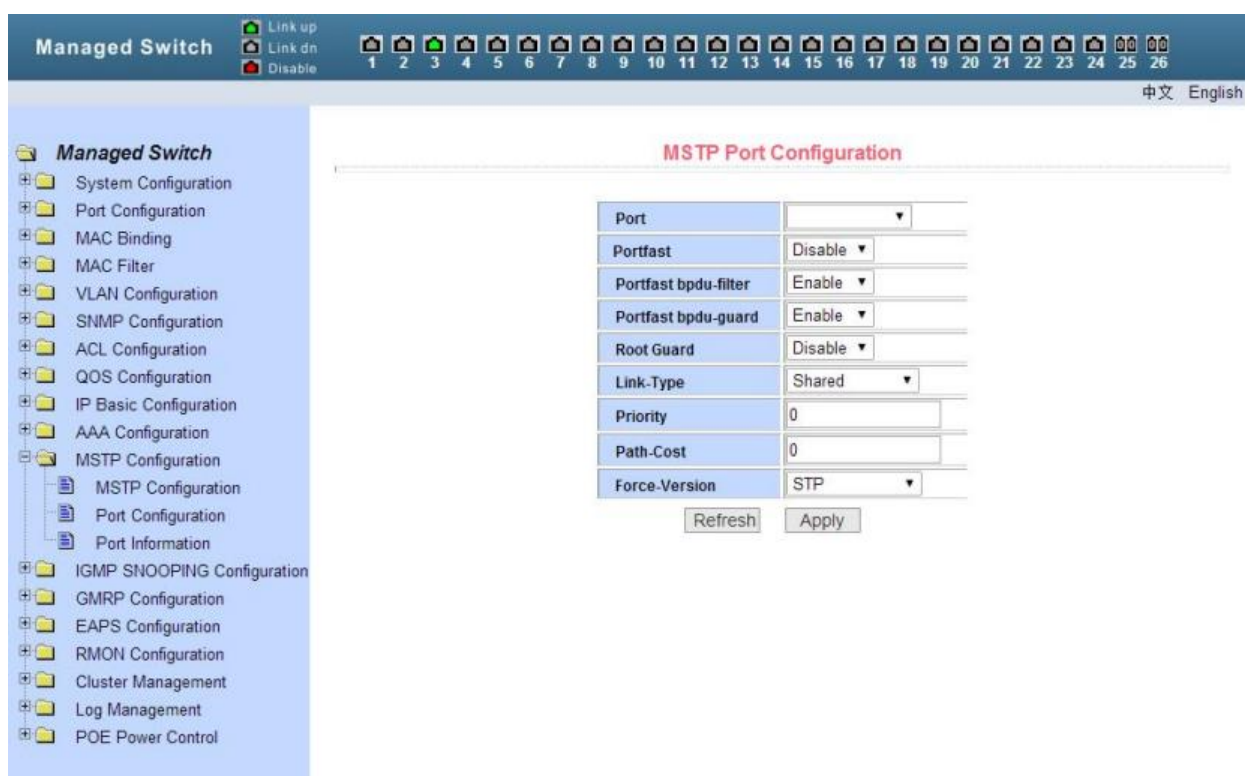 Managed Switch
Link up
Link dn
Disable
1 2 3 4 5 6 7 8 9 10 11 12 13 14 15 16 17 18 19 20 21 22 23 24 25 26
中文 English
Managed Switch
System Configuration
Port Configuration
MAC Binding
MAC Filter
VLAN Configuration
SNMP Configuration
ACL Configuration
QOS Configuration
IP Basic Configuration
AAA Configuration
MSTP Configuration
MSTP Configuration
Port Configuration
Port Information
IGMP SNOOPING Configuration
GMRP Configuration
EAPS Configuration
RMON Configuration
Cluster Management
Log Management
POE Power Control
MSTP Port Configuration
Port
Portfast Disable
Portfast bpdu-filter Enable
Portfast bpdu-guard Enable
Root Guard Disable
Link-Type Shared
Priority 0
Path-Cost 0
Force-Version STP
Refresh Apply